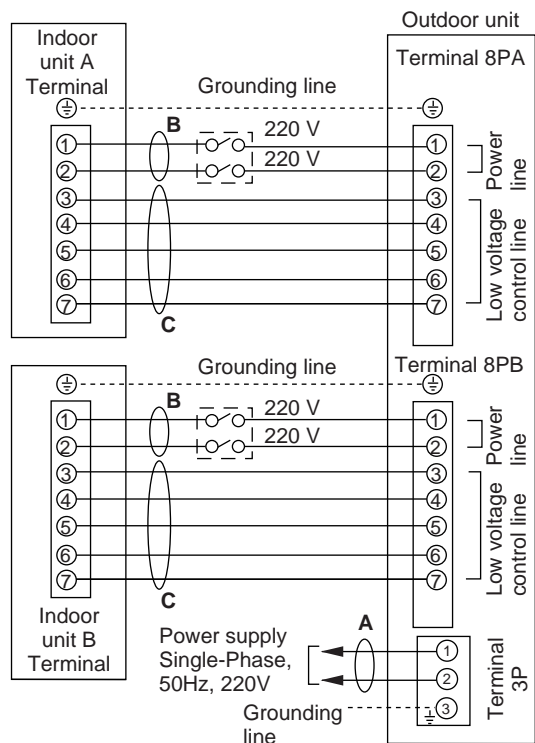 Outdoor unit
Indoor
unit A
Terminal
Terminal 8PA
Grounding line
B
220 V
220 V
1
2
3
4
5
6
7
1
2
3
4
5
6
7
Power
line
Low voltage
control line
C
Terminal 8PB
Grounding line
B
220 V
220 V
1
2
3
4
5
6
7
1
2
3
4
5
6
7
Power
line
Low voltage
control line
C
Indoor
unit B
Terminal
A
Power supply
Single-Phase,
50Hz, 220V
1
2
3
Terminal
3P
Grounding
line